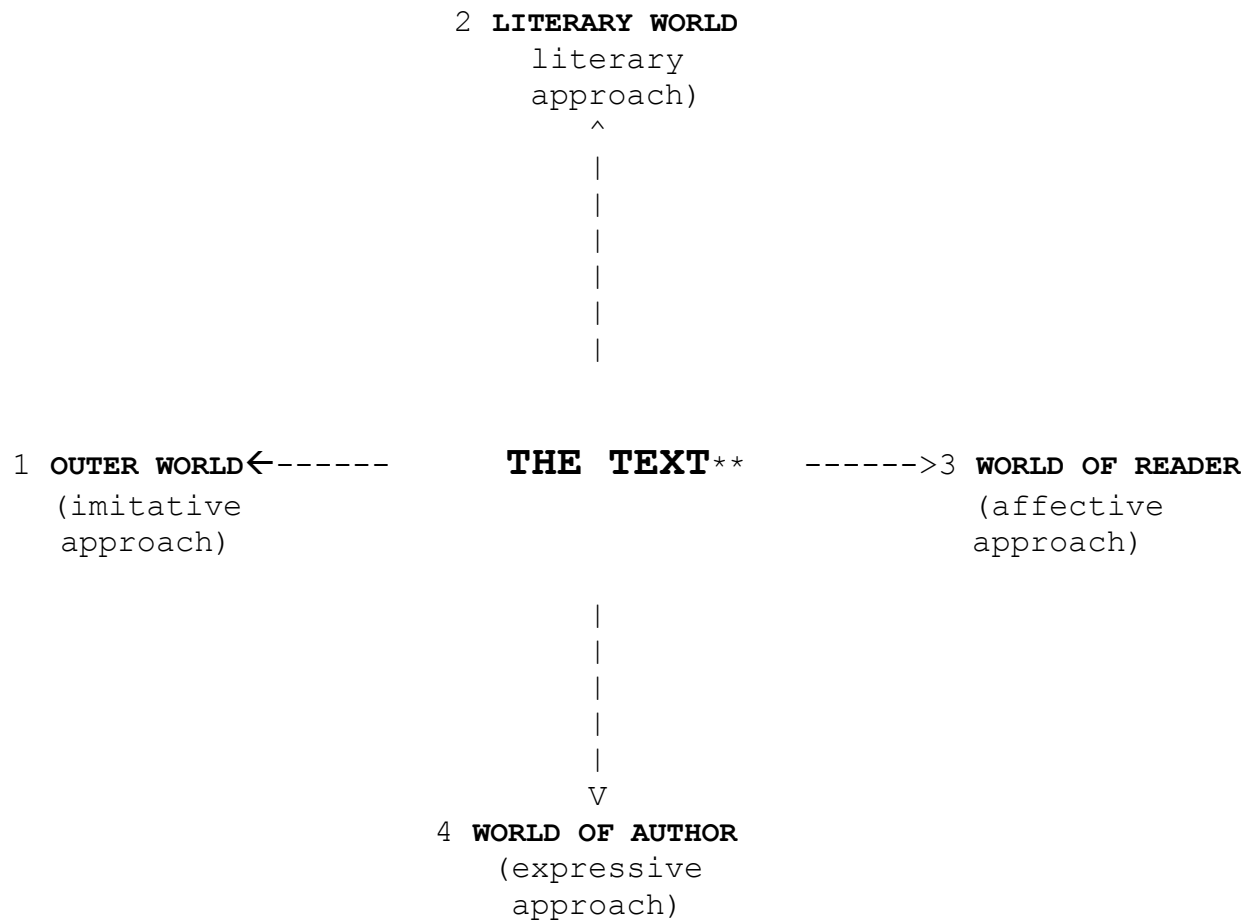 2 LITERARY WORLD
literary
approach)
^
|
|
|
|
|
|
1 OUTER WORLD←------ THE TEXT** ------>3 WORLD OF READER
(imitative (affective
approach) approach)
|
|
|
|
|
V
4 WORLD OF AUTHOR
(expressive
approach)